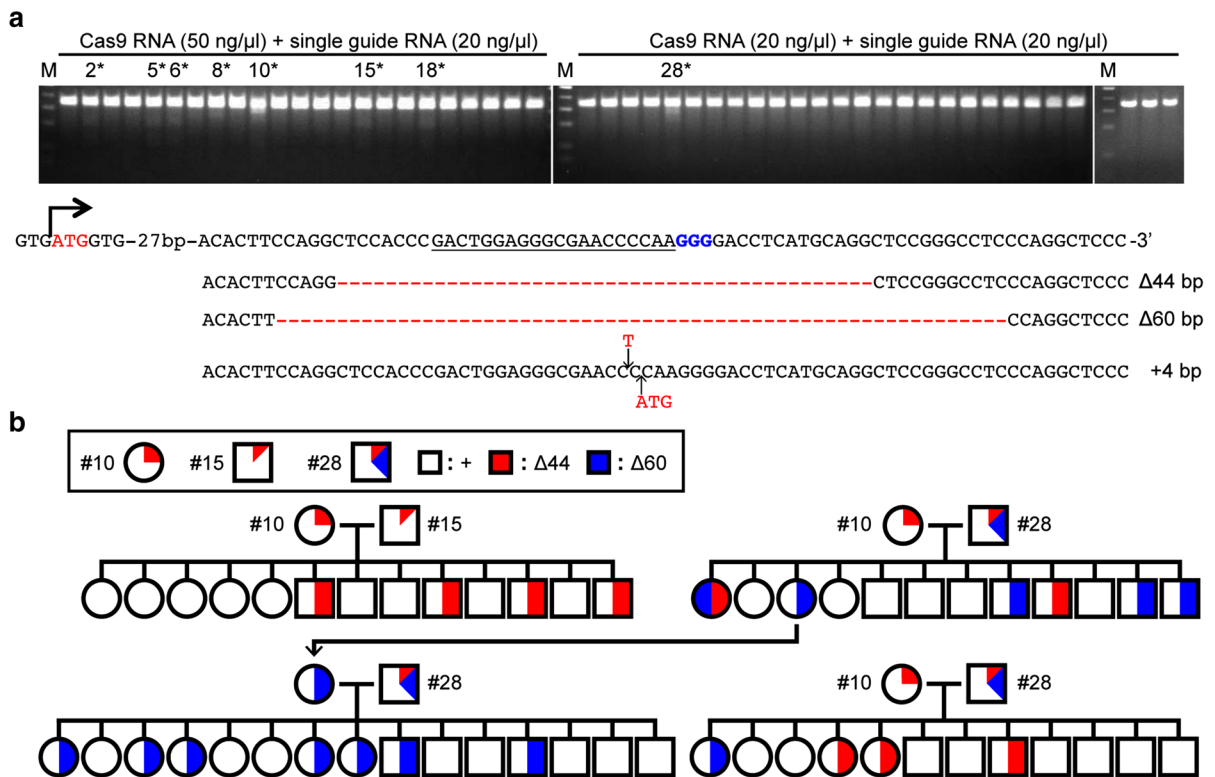 a
Cas9 RNA (50 ng/µl) + single guide RNA (20 ng/µl)
Cas9 RNA (20 ng/µl) + single guide RNA (20 ng/µl)
M 2* 5* 6* 8* 10* 15* 18* M 28* M
GTGATGGTG-27bp-ACACTTCCAGGCTCCACCCGACTGGAGGGCGAACCCCAAGGGGACCTCATGCAGGCTCCGGGCCTCCCAGGCTCCC-3’
ACACTTCCAGG--------------------------------------------CTCCGGGCCTCCCAGGCTCCC Δ44 bp
ACACTT------------------------------------------------------------CCAGGCTCCC Δ60 bp
T
ACACTTCCAGGCTCCACCCGACTGGAGGGCGAACCCCAAGGGGACCTCATGCAGGCTCCGGGCCTCCCAGGCTCCC +4 bp
ATG
b
#10 #15 #28 : + : Δ44 : Δ60
#10 #15 #10 #28
#28 #10 #28